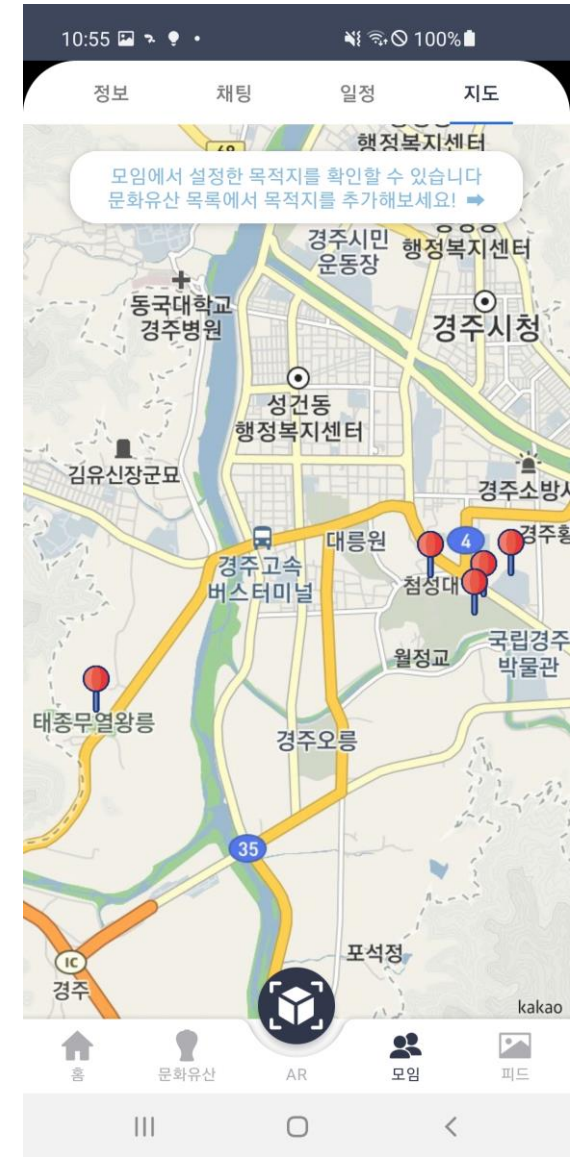 10:55
100%
정보
채팅
일정
지도
행정복지센터
68
모임에서 설정한 목적지를 확인할 수 있습니다
문화유산 목록에서 목적지를 추가해보세요! ➡
경주시민
운동장
행정복지센터
동국대학교
경주병원
경주시청
성건동
행정복지센터
김유신장군묘
경주소방서
대릉원
4
경주황
경주고속
버스터미널
첨성대
월정교
국립경주
박물관
태종무열왕릉
경주오릉
35
포석정
IC
경주
kakao
홈
문화유산
AR
모임
피드